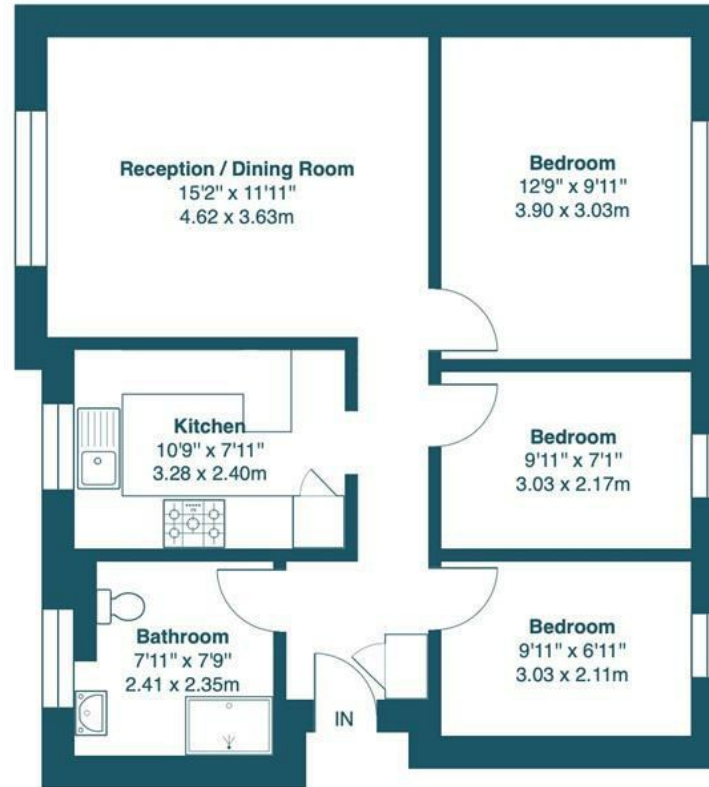 Reception / Dining Room
15'2" x 11'11"
4.62 x 3.63m
Bedroom
12'9" x 9'11"
3.90 x 3.03m
Kitchen
10'9" x 7'11"
3.28 x 2.40m
Bedroom
9'11" x 7'1"
3.03 x 2.17m
Bathroom
7'11" x 7'9"
2.41 x 2.35m
Bedroom
9'11" x 6'11"
3.03 x 2.11m
IN